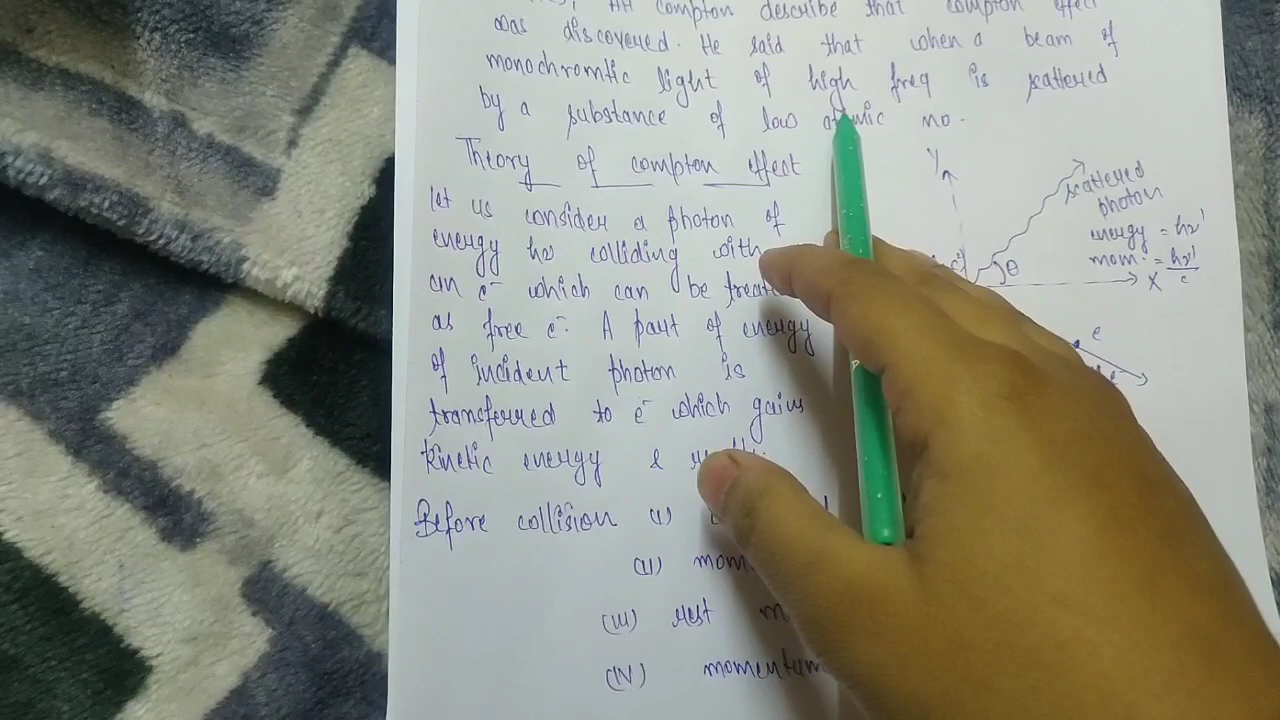 AH compton describe that compton effect
was discovered. He said that when a beam of
monochromtic light of high freq is scattered
by a substance of low atomic no.
Theory of compton effect
let us consider a photon of
energy hν colliding with
an e⁻ which can be
as free e⁻. A part of energy
of incident photon is
transferred to e⁻ which gains
kinetic energy &
Before collision (I)
(II)
(III) rest
(IV) momentum
Y
scattered
photon
energy = hν'
mom. = hν'/c
θ
X
e